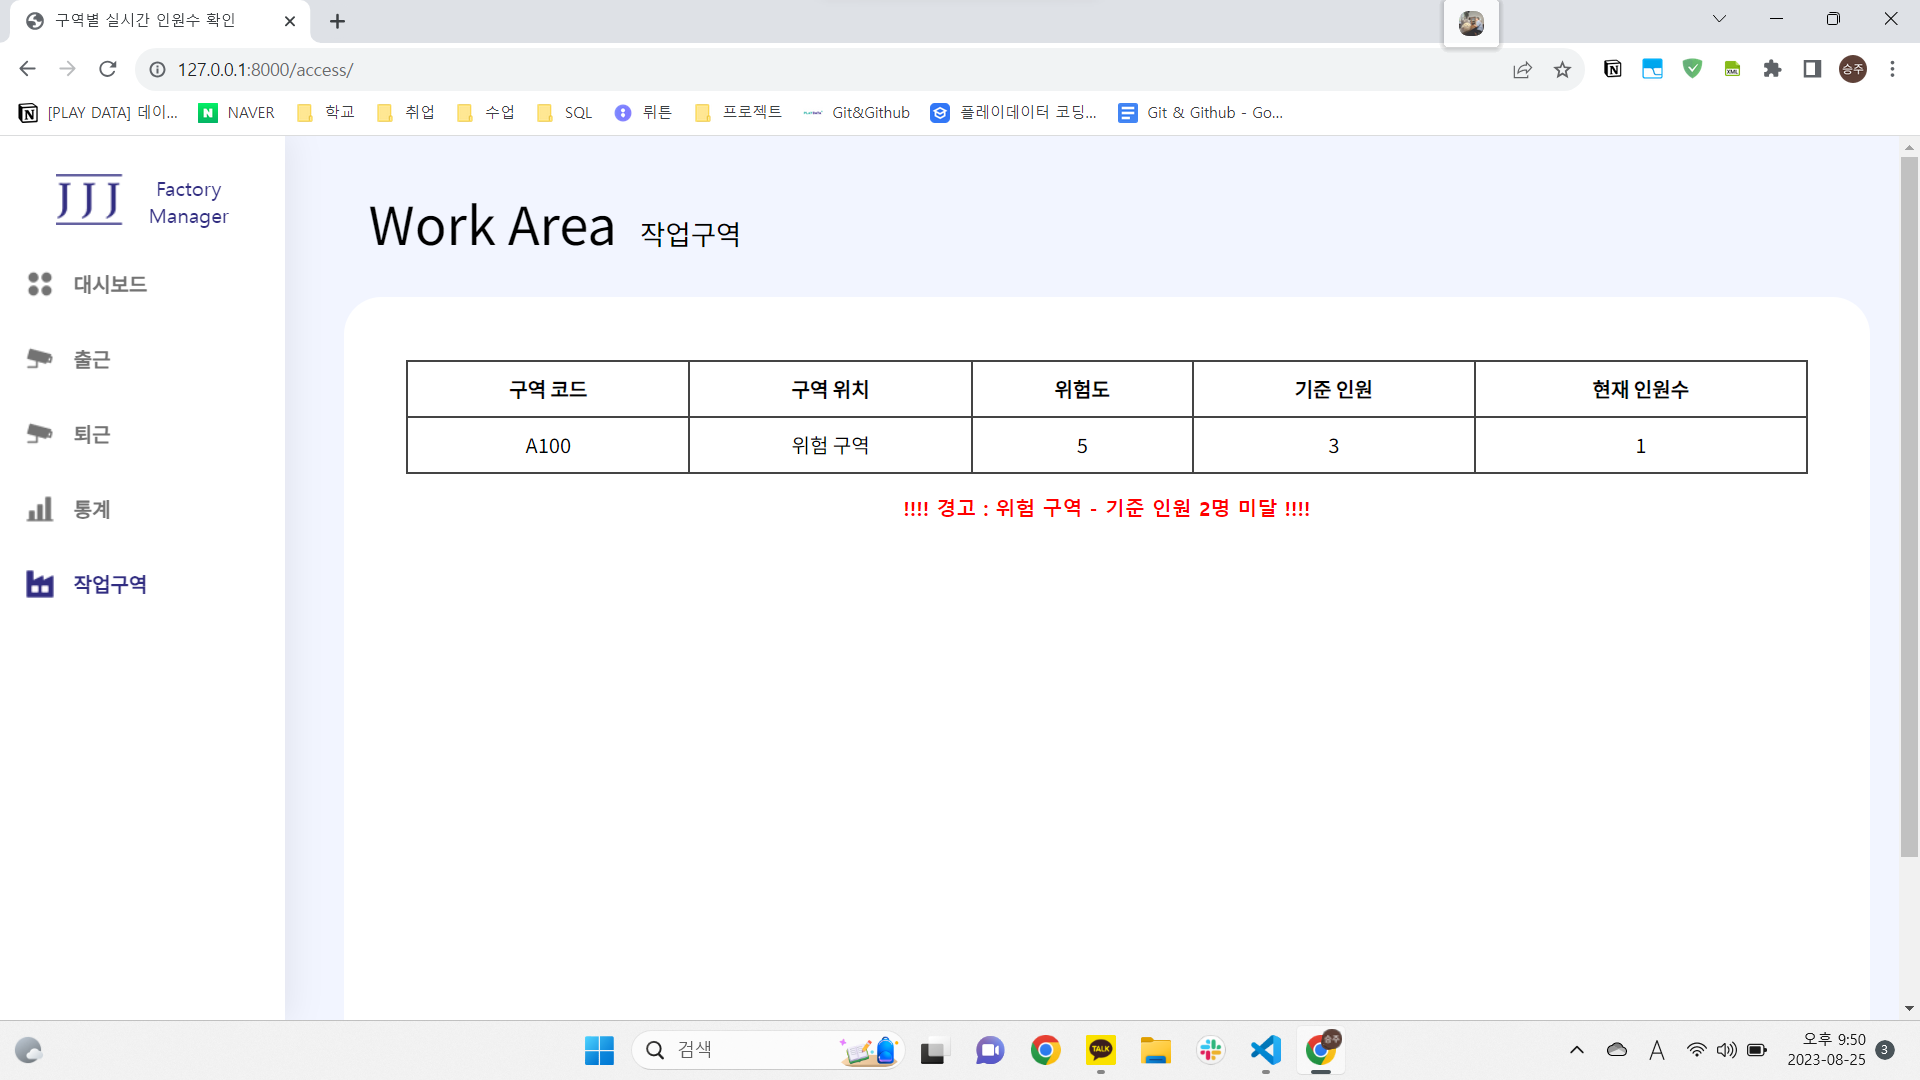 구역별 실시간 인원수 확인
127.0.0.1:8000/access/
승주
[PLAY DATA] 데이...
NAVER
학교
취업
수업
SQL
뤼튼
프로젝트
Git&Github
플레이데이터 코딩...
Git & Github - Go...
JJJ
Factory
Manager
대시보드
출근
퇴근
통계
작업구역
Work Area 작업구역
구역 코드 구역 위치 위험도 기준 인원 현재 인원수
A100 위험 구역 5 3 1
!!!! 경고 : 위험 구역 - 기준 인원 2명 미달 !!!!
검색
TALK
승주
A
오후 9:50
2023-08-25
3